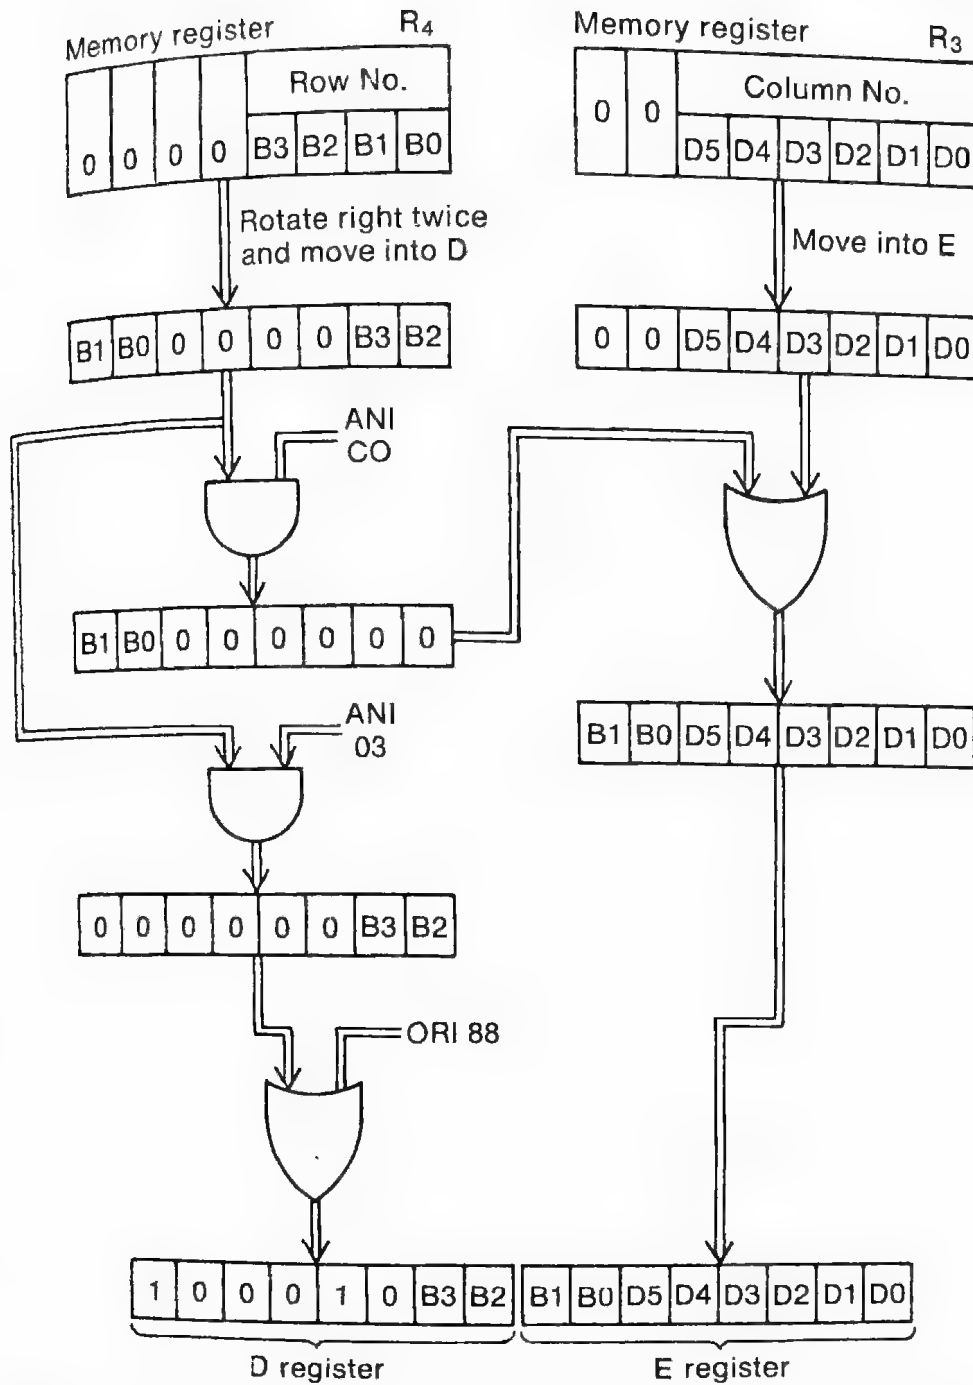 Memory register R4
Row No.
0 0 0 0 B3 B2 B1 B0
Memory register R3
Column No.
0 0 D5 D4 D3 D2 D1 D0
Rotate right twice
and move into D
Move into E
B1 B0 0 0 0 0 B3 B2
0 0 D5 D4 D3 D2 D1 D0
ANI
CO
B1 B0 0 0 0 0 0 0
ANI
03
B1 B0 D5 D4 D3 D2 D1 D0
0 0 0 0 0 0 B3 B2
ORI 88
1 0 0 0 1 0 B3 B2
B1 B0 D5 D4 D3 D2 D1 D0
D register
E register